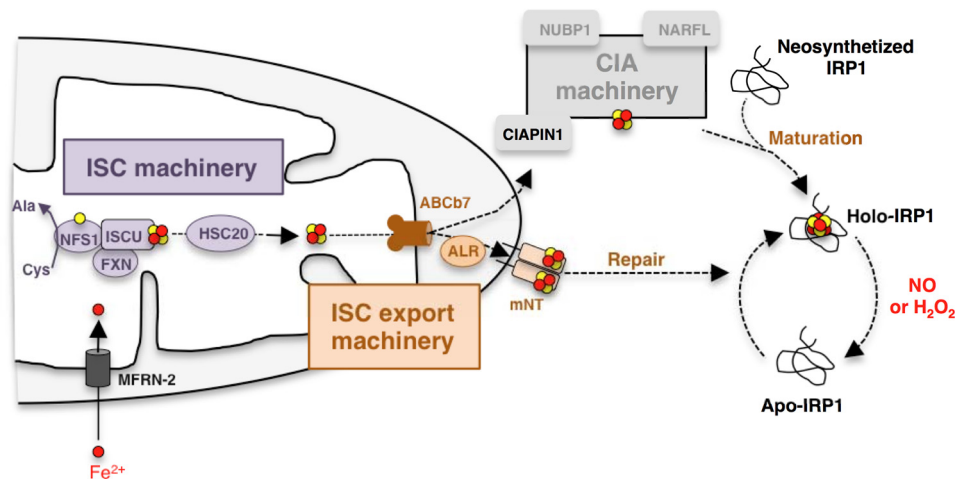 NUBP1
NARFL
CIA
machinery
CIAPIN1
Neosynthetized
IRP1
Maturation
ISC machinery
Ala
NFS1
ISCU
FXN
Cys
HSC20
ABCb7
ALR
mNT
Repair
Holo-IRP1
NO
or H₂O₂
Apo-IRP1
ISC export
machinery
MFRN-2
Fe²⁺